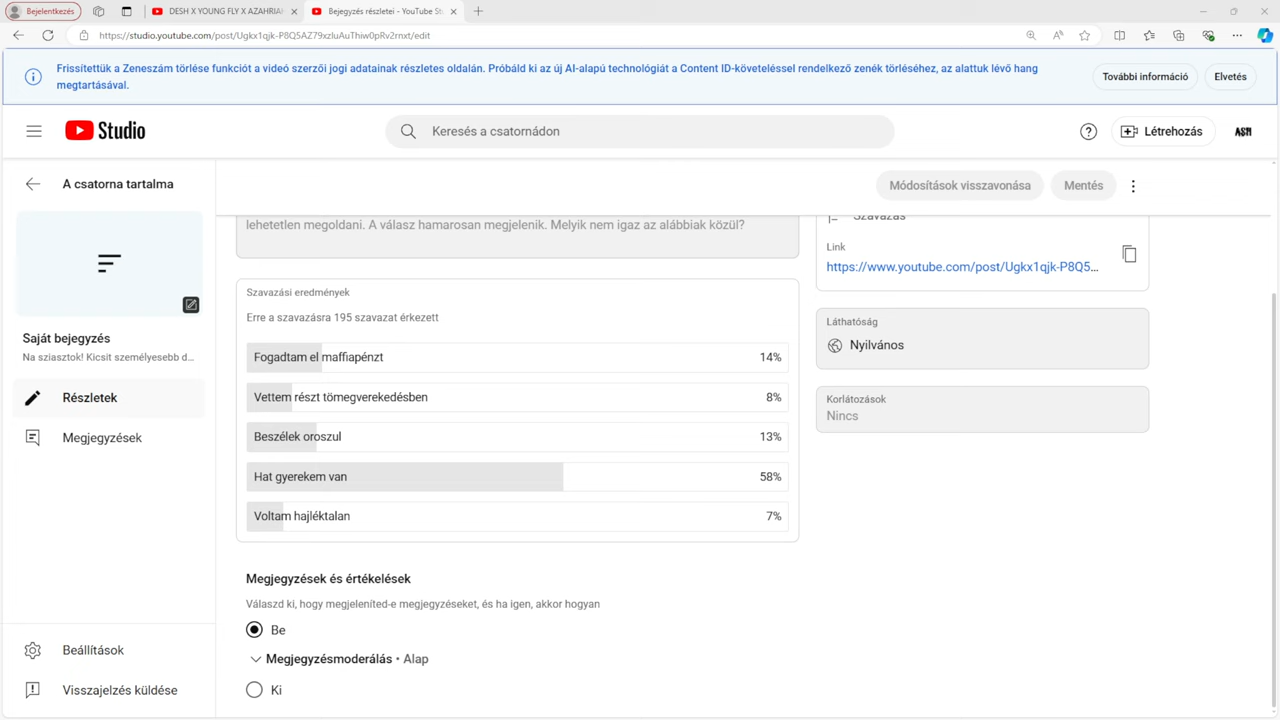 Bejelentkezés
DESH X YOUNG FLY X AZAHRIAH
Bejegyzés részletei - YouTube St
https://studio.youtube.com/post/Ugkx1qjk-P8Q5AZ79xzluAuThiw0pRv2rnxt/edit
Frissítettük a Zeneszám törlése funkciót a videó szerzői jogi adatainak részletes oldalán. Próbáld ki az új AI-alapú technológiát a Content ID-követeléssel rendelkező zenék törléséhez, az alattuk lévő hang
megtartásával.
További információ
Elvetés
Studio
Keresés a csatornádon
Létrehozás
ASM
A csatorna tartalma
Módosítások visszavonása
Mentés
lehetetlen megoldani. A válasz hamarosan megjelenik. Melyik nem igaz az alábbiak közül?
Szavazás
Link
https://www.youtube.com/post/Ugkx1qjk-P8Q5...
Szavazási eredmények
Erre a szavazásra 195 szavazat érkezett
Fogadtam el maffiapénzt 14%
Vettem részt tömegverekedésben 8%
Beszélek oroszul 13%
Hat gyerekem van 58%
Voltam hajléktalan 7%
Láthatóság
Nyilvános
Korlátozások
Nincs
Saját bejegyzés
Na sziasztok! Kicsit személyesebb d...
Részletek
Megjegyzések
Megjegyzések és értékelések
Válaszd ki, hogy megjeleníted-e megjegyzéseket, és ha igen, akkor hogyan
Be
Megjegyzésmoderálás • Alap
Ki
Beállítások
Visszajelzés küldése